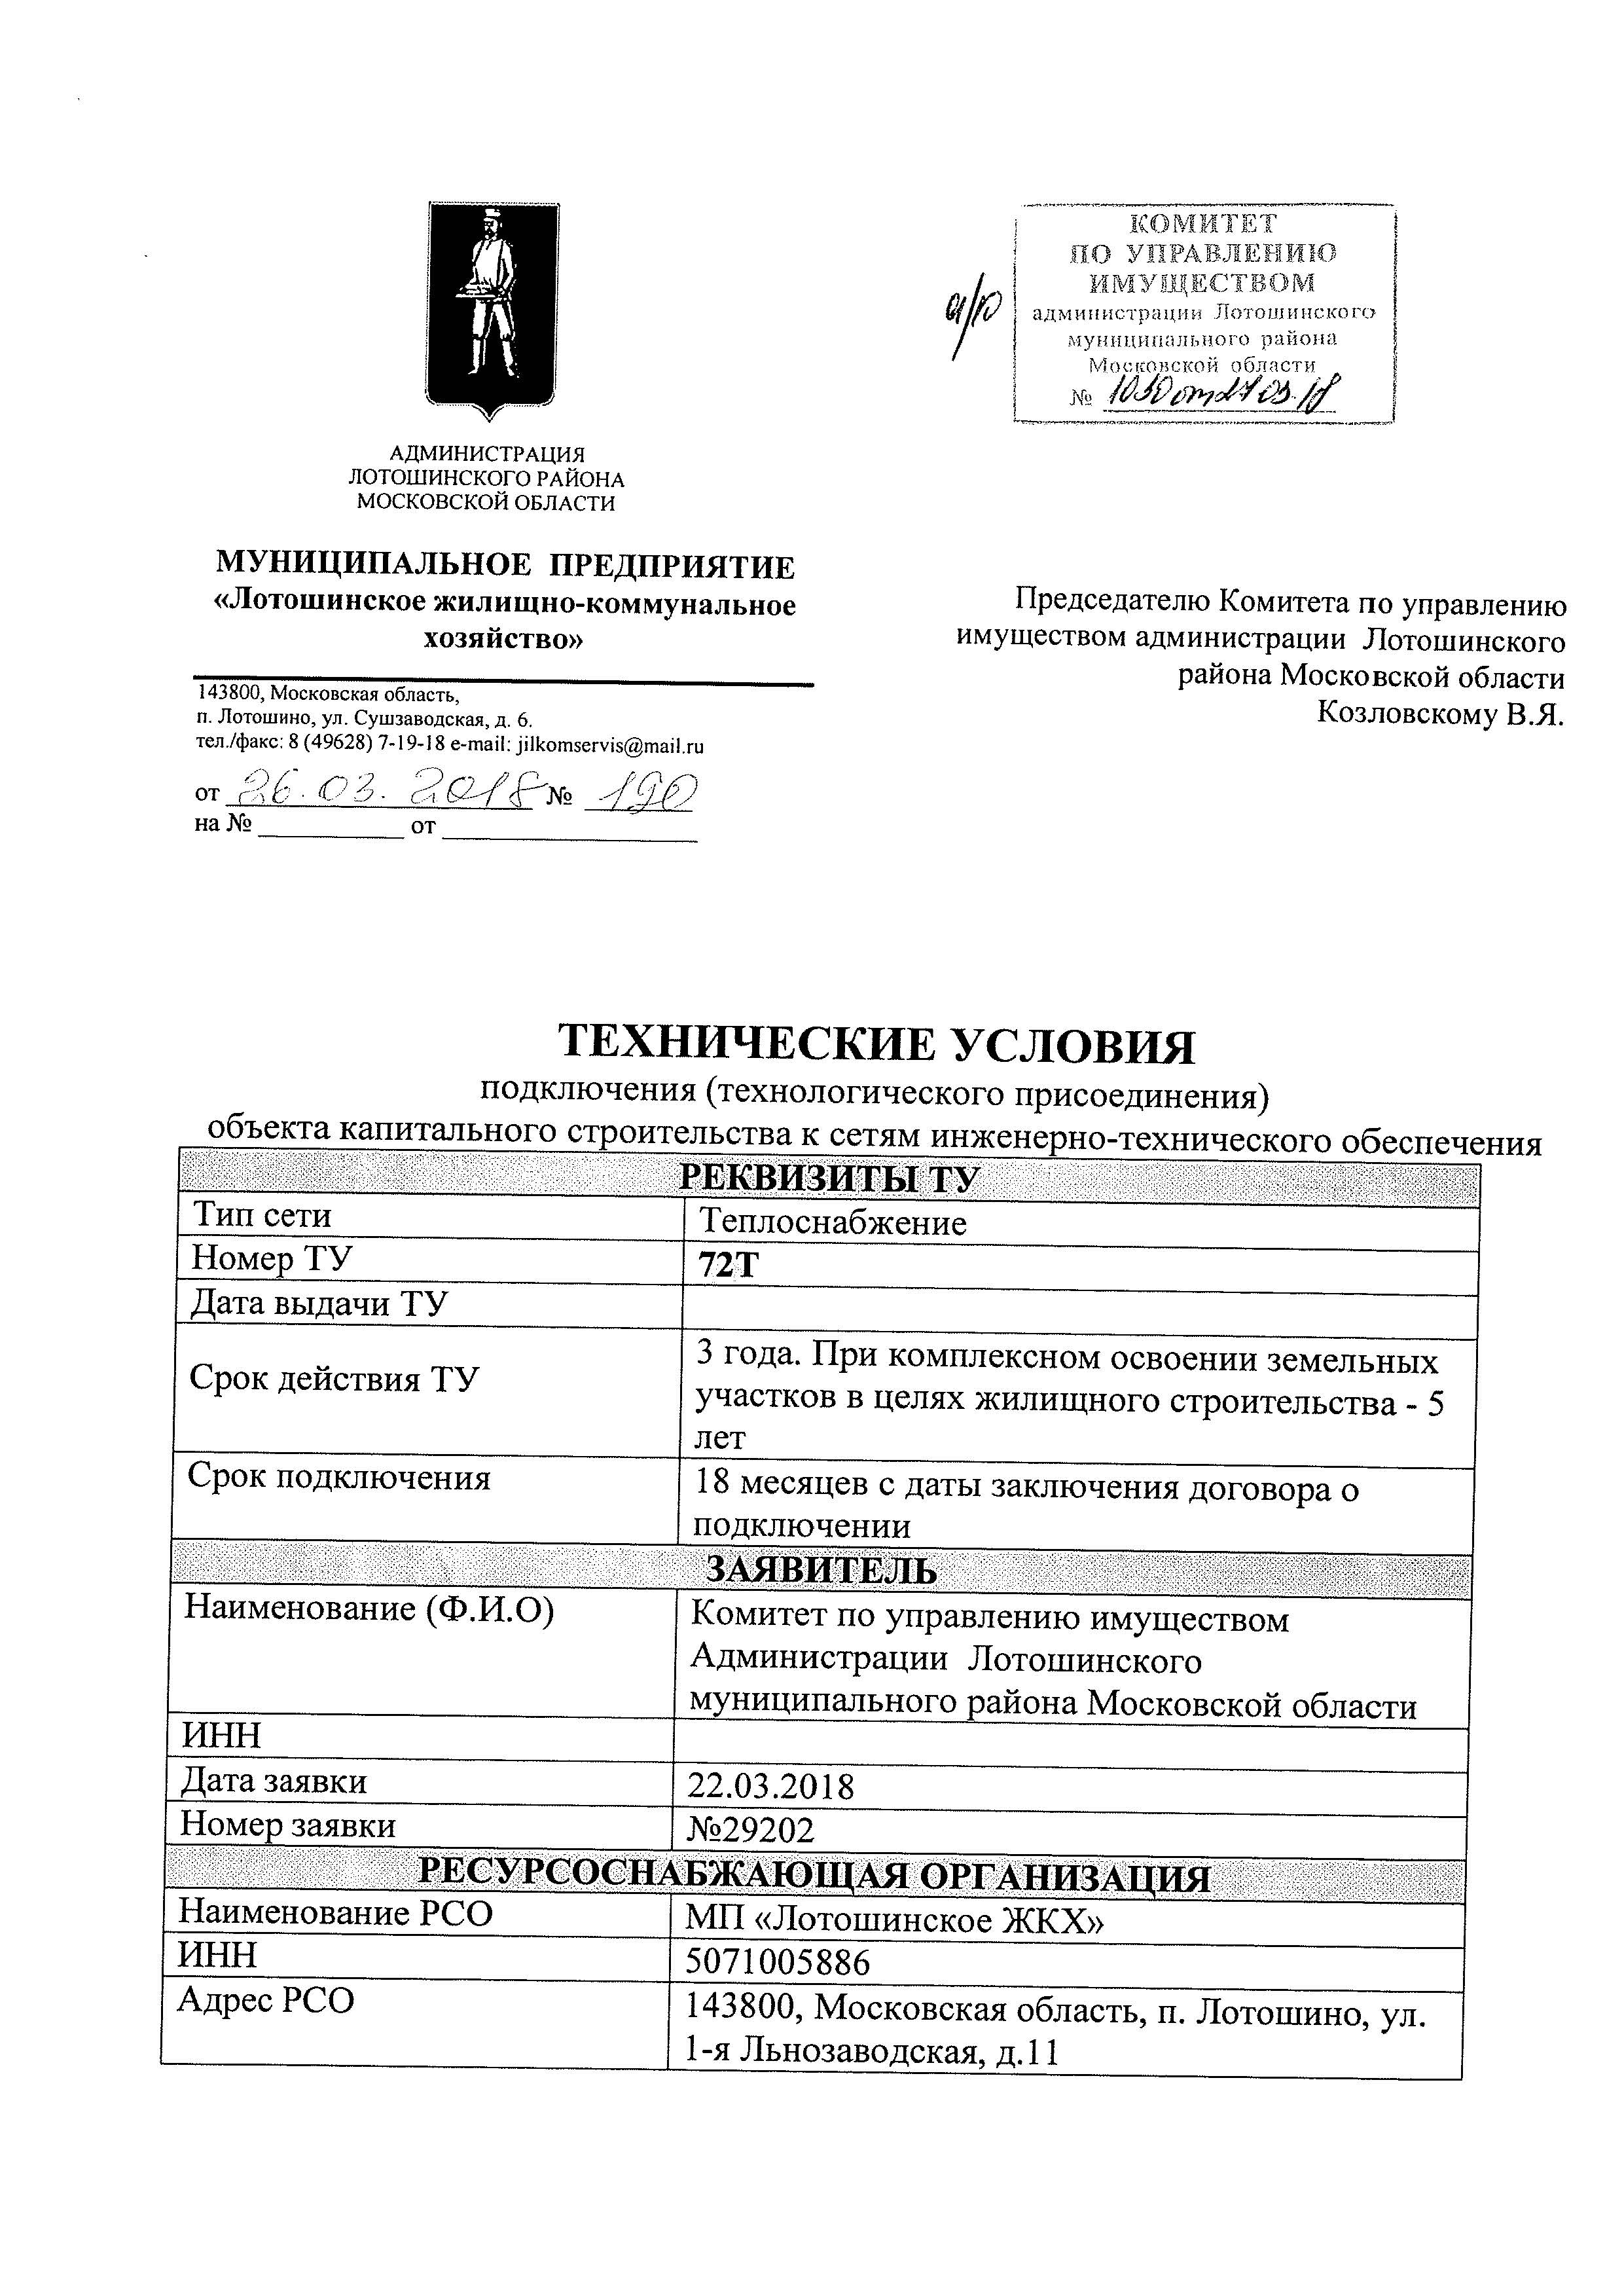 КОМИТЕТ
ПО УПРАВЛЕНИЮ
ИМУЩЕСТВОМ
администрации Лотошинского
муниципального района
Московской области
№ 1030 от 27.03.18
АДМИНИСТРАЦИЯ
ЛОТОШИНСКОГО РАЙОНА
МОСКОВСКОЙ ОБЛАСТИ
МУНИЦИПАЛЬНОЕ ПРЕДПРИЯТИЕ
«Лотошинское жилищно-коммунальное
хозяйство»
143800, Московская область,
п. Лотошино, ул. Сушзаводская, д. 6.
тел./факс: 8 (49628) 7-19-18 e-mail: jilkomservis@mail.ru
от 26.03.2018 № 190
на № ____________ от ____________
Председателю Комитета по управлению
имуществом администрации Лотошинского
района Московской области
Козловскому В.Я.
ТЕХНИЧЕСКИЕ УСЛОВИЯ
подключения (технологического присоединения)
объекта капитального строительства к сетям инженерно-технического обеспечения
РЕКВИЗИТЫ ТУ
Тип сети Теплоснабжение
Номер ТУ 72Т
Дата выдачи ТУ
Срок действия ТУ 3 года. При комплексном освоении земельных
участков в целях жилищного строительства - 5
лет
Срок подключения 18 месяцев с даты заключения договора о
подключении
ЗАЯВИТЕЛЬ
Наименование (Ф.И.О) Комитет по управлению имуществом
Администрации Лотошинского
муниципального района Московской области
ИНН
Дата заявки 22.03.2018
Номер заявки №29202
РЕСУРСОСНАБЖАЮЩАЯ ОРГАНИЗАЦИЯ
Наименование РСО МП «Лотошинское ЖКХ»
ИНН 5071005886
Адрес РСО 143800, Московская область, п. Лотошино, ул.
1-я Льнозаводская, д.11